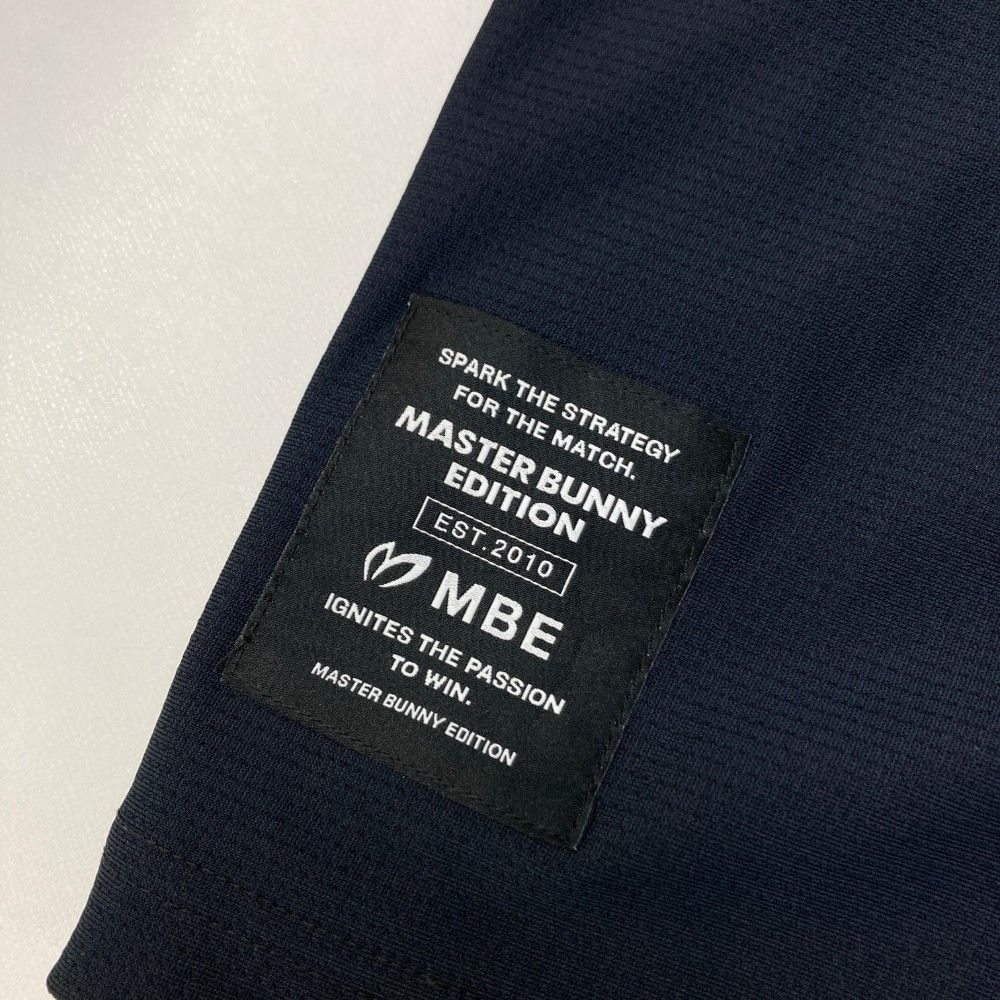 SPARK THE STRATEGY
FOR THE MATCH.
MASTER BUNNY
EDITION
EST.2010
MBE
IGNITES THE PASSION
TO WIN.
MASTER BUNNY EDITION